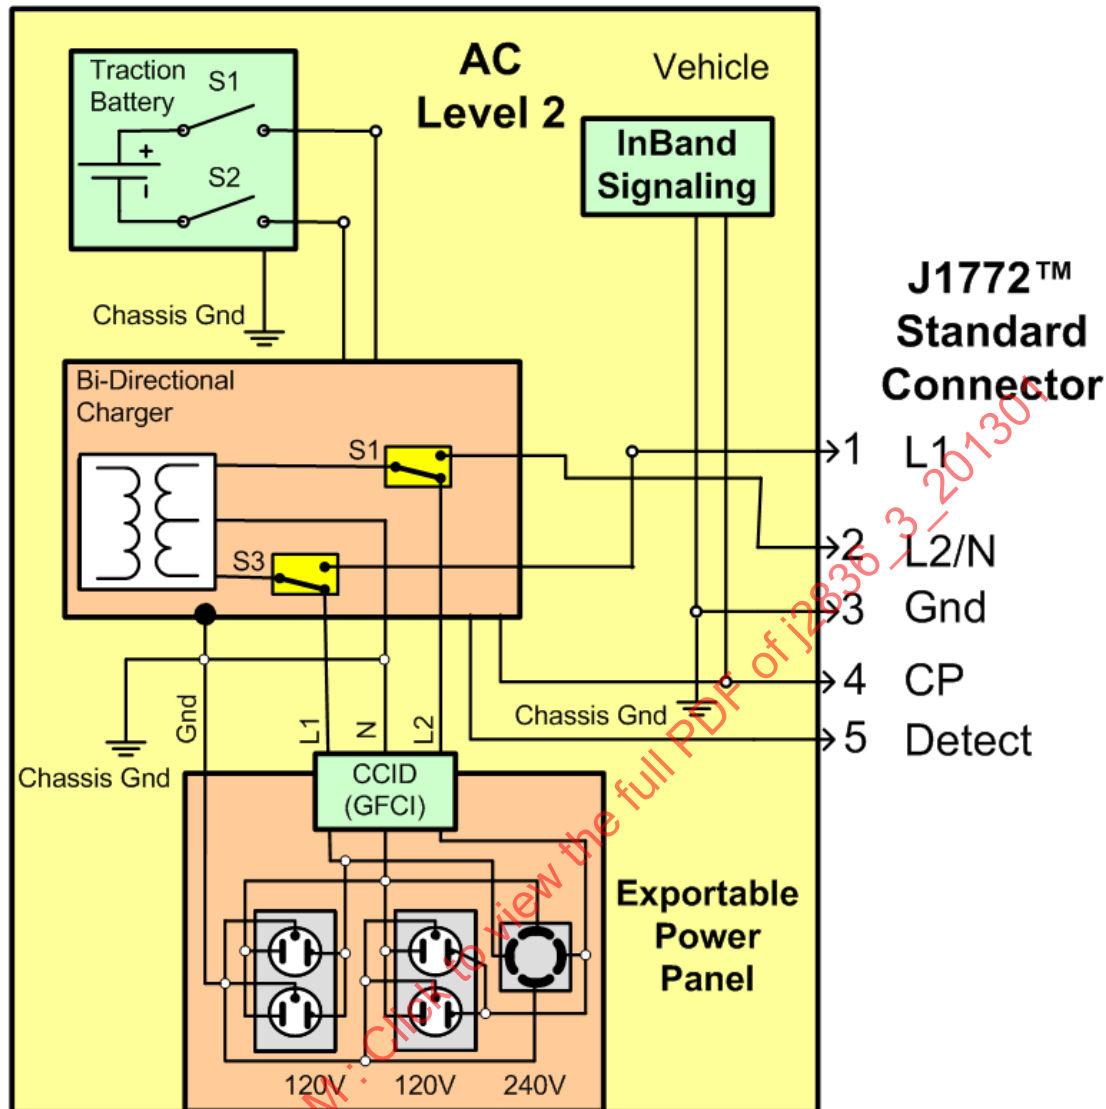 AC
Level 2
Vehicle
Traction
Battery
S1
S2
+
-
InBand
Signaling
Chassis Gnd
J1772™
Standard
Connector
Bi-Directional
Charger
S1
S3
1 L1
2 L2/N
3 Gnd
4 CP
5 Detect
Chassis Gnd
Gnd
L1
N
L2
Chassis Gnd
CCID
(GFCI)
Exportable
Power
Panel
120V
120V
240V
M : Click to view the full PDF of j2836_3_201301